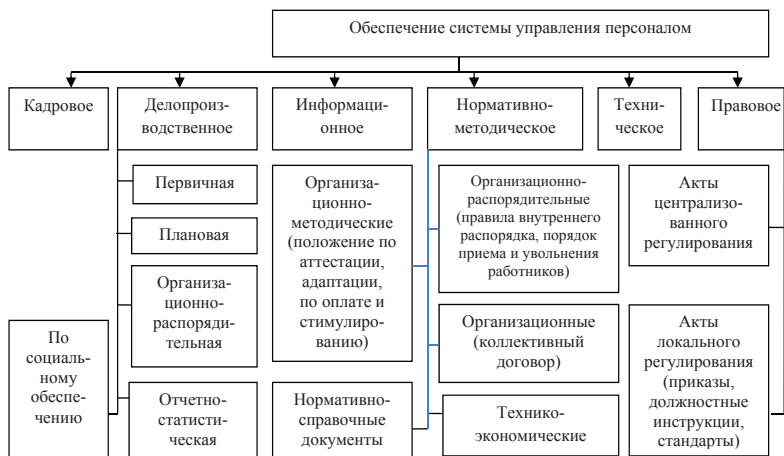 Обеспечение системы управления персоналом
Кадровое
Делопроиз-
водственное
Информаци-
онное
Нормативно-
методическое
Техни-
ческое
Правовое
Первичная
Плановая
Организа-
ционно-
распоряди-
тельная
Отчетно-
статисти-
ческая
По
социаль-
ному
обеспе-
чению
Организа-
ционно-
методические
(положение по
аттестации,
адаптации,
по оплате и
стимулиро-
ванию)
Нормативно-
справочные
документы
Организационно-
распорядительные
(правила внутреннего
распорядка, порядок
приема и увольнения
работников)
Организационные
(коллективный
договор)
Технико-
экономические
Акты
централизо-
ванного
регулирования
Акты
локального
регулирования
(приказы,
должностные
инструкции,
стандарты)